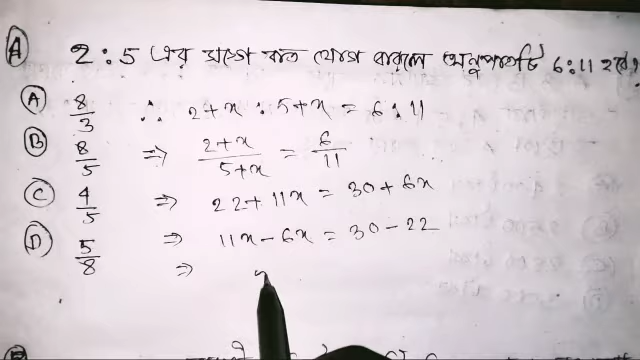 A 2 : 5 এর সাথে কত যোগ করলে অনুপাতটি 6 : 11 হবে?
A 8/3 ∴ 2+x : 5+x = 6 : 11
B 8/5 ⇒ 2+x/5+x = 6/11
C 4/5 ⇒ 22+11x = 30+6x
D 5/8 ⇒ 11x - 6x = 30 - 22
⇒